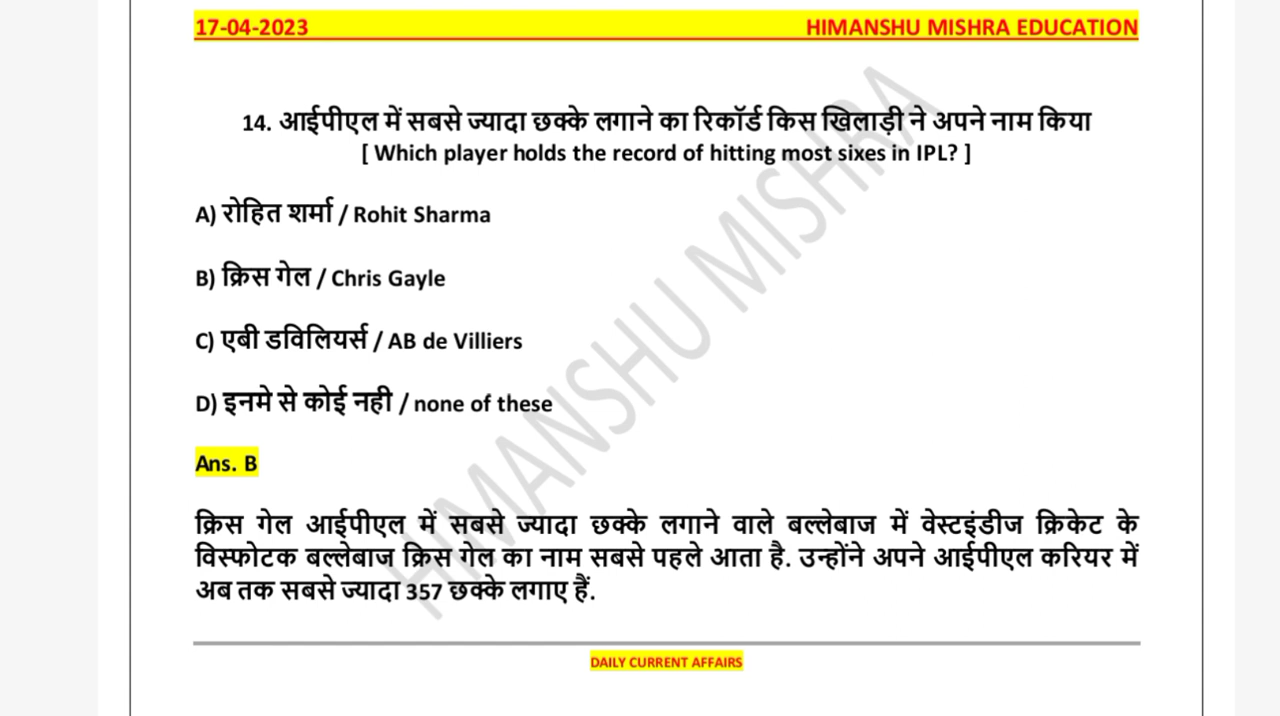 17-04-2023 HIMANSHU MISHRA EDUCATION
14. आईपीएल में सबसे ज्यादा छक्के लगाने का रिकॉर्ड किस खिलाड़ी ने अपने नाम किया
[ Which player holds the record of hitting most sixes in IPL? ]
A) रोहित शर्मा / Rohit Sharma
B) क्रिस गेल / Chris Gayle
C) एबी डविलियर्स / AB de Villiers
D) इनमे से कोई नही / none of these
Ans. B
क्रिस गेल आईपीएल में सबसे ज्यादा छक्के लगाने वाले बल्लेबाज में वेस्टइंडीज क्रिकेट के
विस्फोटक बल्लेबाज क्रिस गेल का नाम सबसे पहले आता है. उन्होंने अपने आईपीएल करियर में
अब तक सबसे ज्यादा 357 छक्के लगाए हैं.
HIMANSHU MISHRA
DAILY CURRENT AFFAIRS